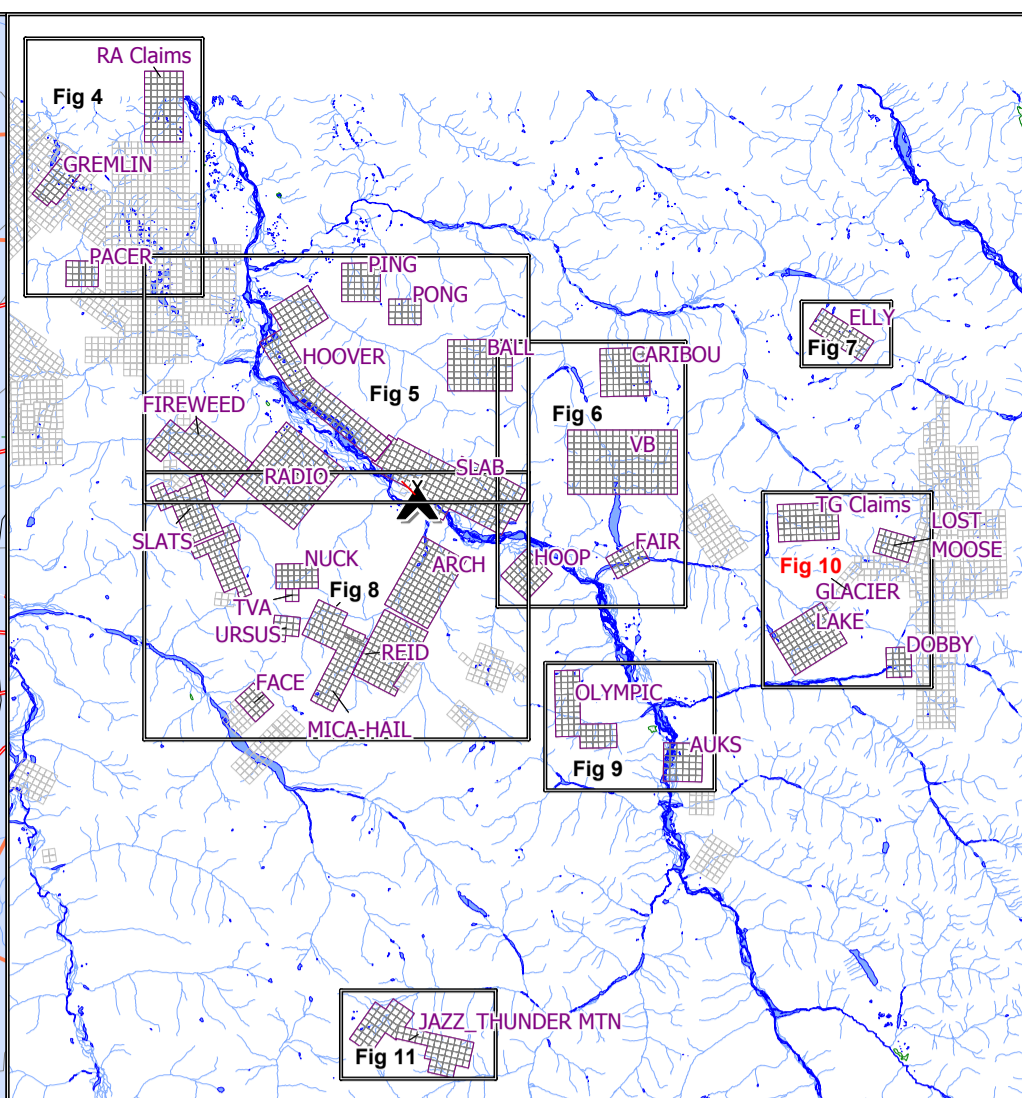 RA Claims
Fig 4
GREMLIN
PACER
PING
PONG
ELLY
Fig 7
HOOVER
BALL
CARIBOU
Fig 5
FIREWEED
Fig 6
VB
RADIO
SLAB
TG Claims
LOST
SLATS
FAIR
MOOSE
HOOP
NUCK
ARCH
Fig 10
Fig 8
GLACIER
TVA
LAKE
URSUS
REID
DOBBY
FACE
OLYMPIC
MICA-HAIL
AUKS
Fig 9
JAZZ_THUNDER MTN
Fig 11